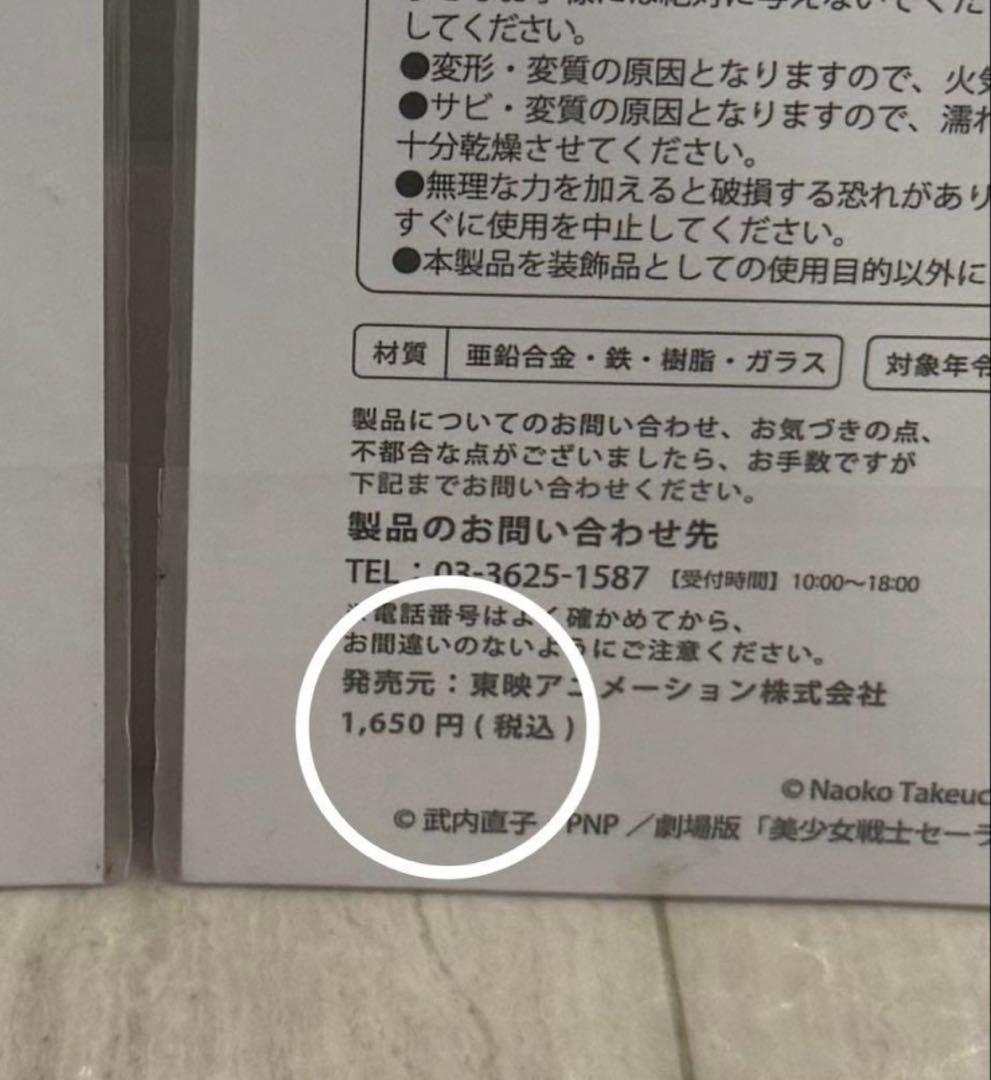 してください。
●変形・変質の原因となりますので、火気
●サビ・変質の原因となりますので、濡れ
十分乾燥させてください。
●無理な力を加えると破損する恐れがあり
すぐに使用を中止してください。
●本製品を装飾品としての使用目的以外に
材質 亜鉛合金・鉄・樹脂・ガラス 対象年令
製品についてのお問い合わせ、お気づきの点、
不都合な点がございましたら、お手数ですが
下記までお問い合わせください。
製品のお問い合わせ先
TEL:03-3625-1587 【受付時間】10:00~18:00
※電話番号はよく確かめてから、
お間違いのないようにご注意ください。
発売元:東映アニメーション株式会社
1,650 円 ( 税込 )
© Naoko Takeuc
© 武内直子・PNP/劇場版「美少女戦士セーラ